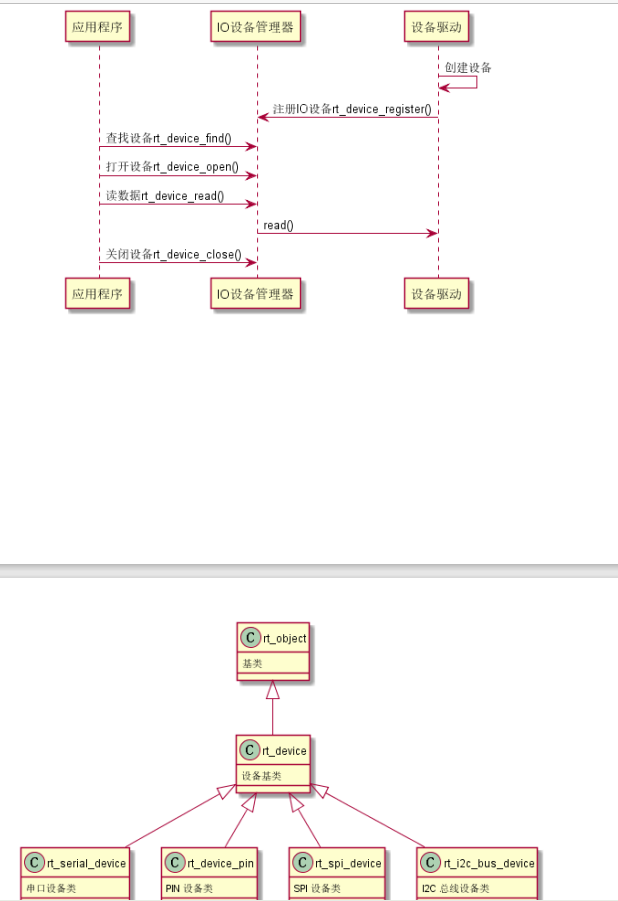 应用程序 IO设备管理器 设备驱动
创建设备
注册IO设备rt_device_register()
查找设备rt_device_find()
打开设备rt_device_open()
读数据rt_device_read()
read()
关闭设备rt_device_close()
应用程序 IO设备管理器 设备驱动
C rt_object
基类
C rt_device
设备基类
C rt_serial_device C rt_device_pin C rt_spi_device C rt_i2c_bus_device
串口设备类 PIN 设备类 SPI 设备类 I2C 总线设备类